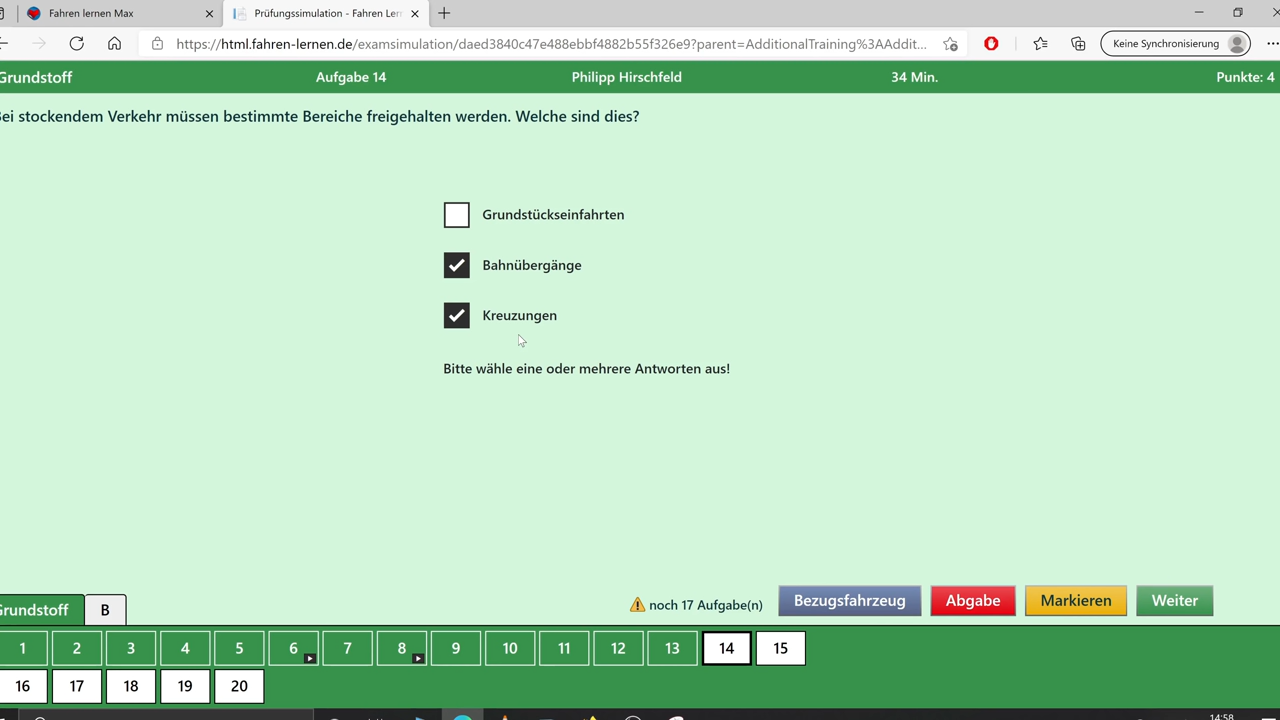 Fahren lernen Max
Prüfungssimulation - Fahren Ler
https://html.fahren-lernen.de/examsimulation/daed3840c47e488ebbf4882b55f326e9?parent=AdditionalTraining%3AAddit...
Keine Synchronisierung
Grundstoff
Aufgabe 14
Philipp Hirschfeld
34 Min.
Punkte: 4
Bei stockendem Verkehr müssen bestimmte Bereiche freigehalten werden. Welche sind dies?
Grundstückseinfahrten
Bahnübergänge
Kreuzungen
Bitte wähle eine oder mehrere Antworten aus!
Grundstoff
B
noch 17 Aufgabe(n)
Bezugsfahrzeug
Abgabe
Markieren
Weiter
1 2 3 4 5 6 7 8 9 10 11 12 13 14 15
16 17 18 19 20
14:58